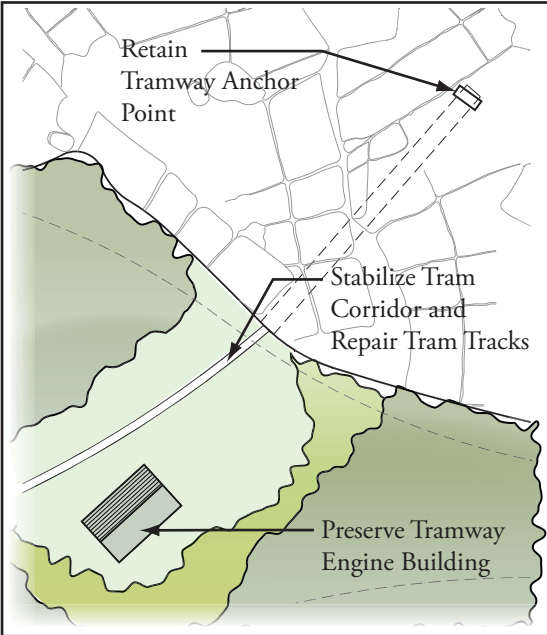 Retain
Tramway Anchor
Point
Stabilize Tram
Corridor and
Repair Tram Tracks
Preserve Tramway
Engine Building